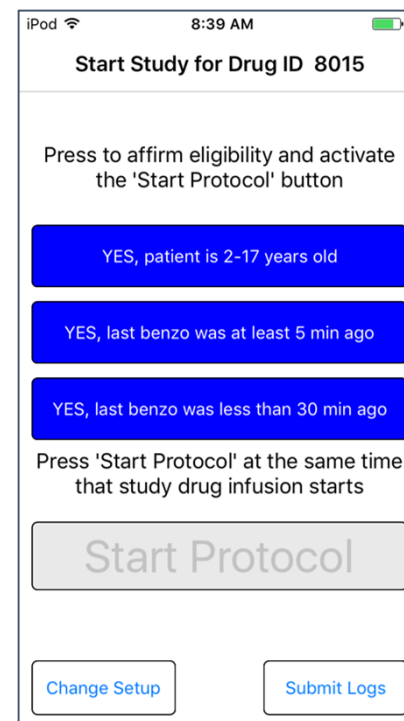 iPod 8:39 AM
Start Study for Drug ID 8015
Press to affirm eligibility and activate
the 'Start Protocol' button
YES, patient is 2-17 years old
YES, last benzo was at least 5 min ago
YES, last benzo was less than 30 min ago
Press 'Start Protocol' at the same time
that study drug infusion starts
Start Protocol
Change Setup Submit Logs